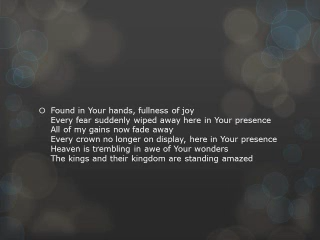 Found in Your hands, fullness of joy
Every fear suddenly wiped away here in Your presence
All of my gains now fade away
Every crown no longer on display, here in Your presence
Heaven is trembling in awe of Your wonders
The kings and their kingdom are standing amazed